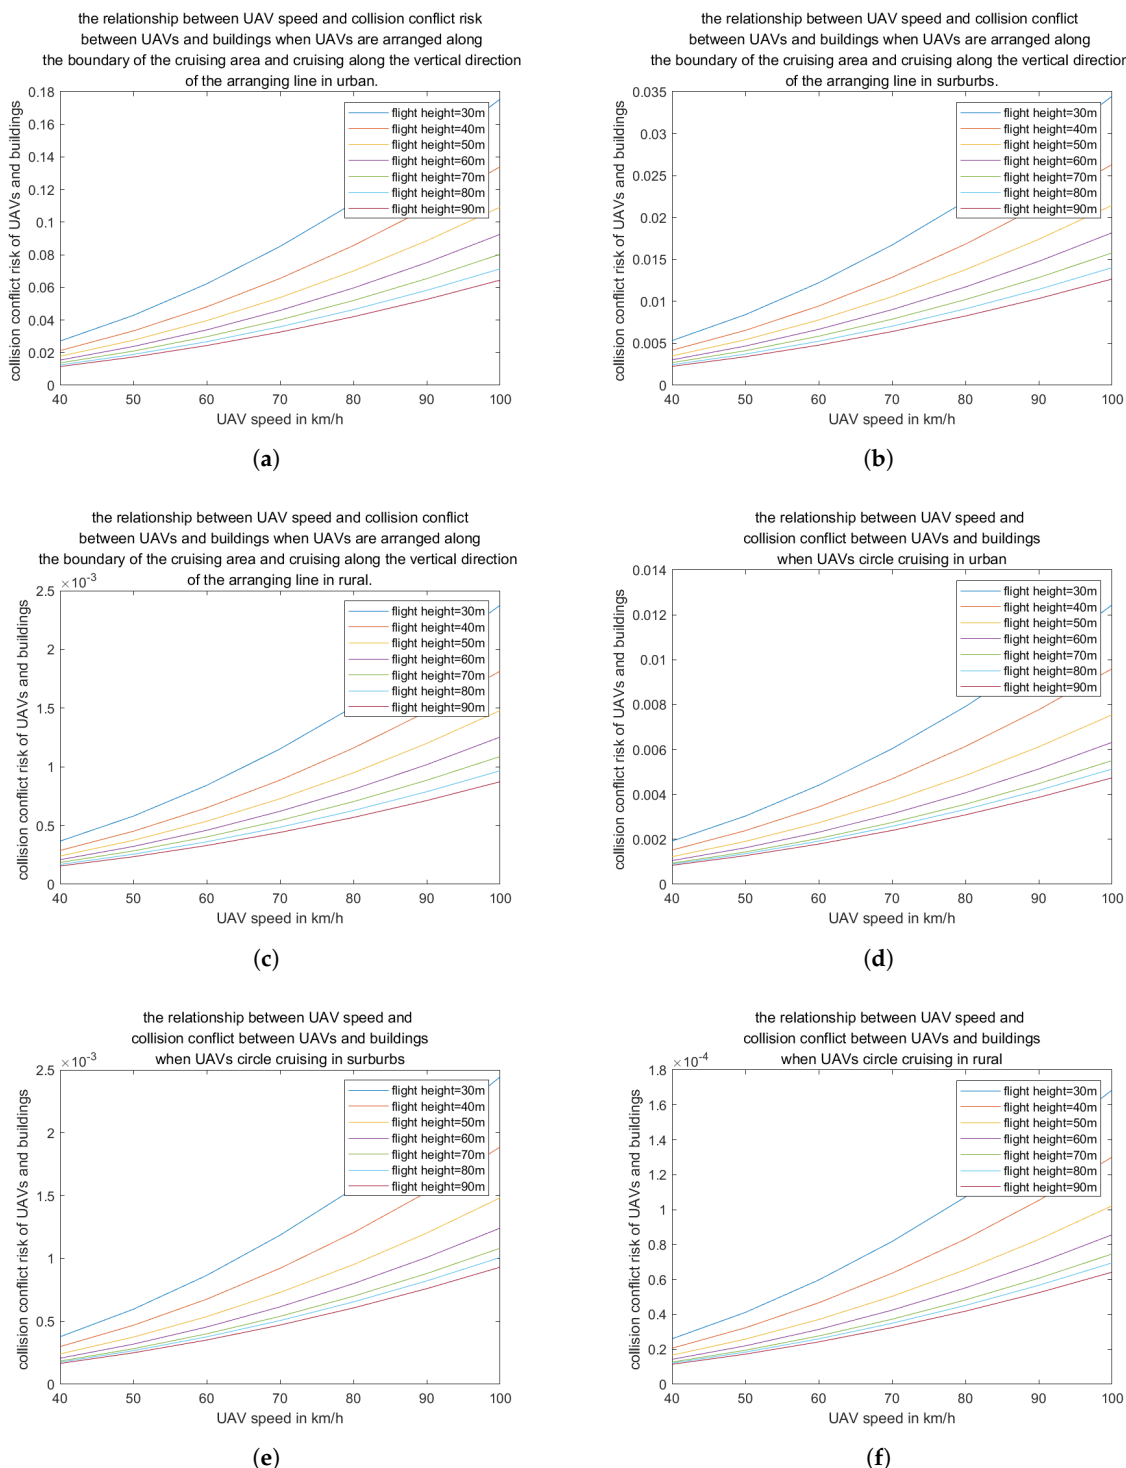 the relationship between UAV speed and collision conflict risk
between UAVs and buildings when UAVs are arranged along
the boundary of the cruising area and cruising along the vertical direction
of the arranging line in urban.
0.18
0.16
0.14
0.12
0.1
0.08
0.06
0.04
0.02
0
collision conflict risk of UAVs and buildings
flight height=30m
flight height=40m
flight height=50m
flight height=60m
flight height=70m
flight height=80m
flight height=90m
40 50 60 70 80 90 100
UAV speed in km/h
(a)
the relationship between UAV speed and collision conflict
between UAVs and buildings when UAVs are arranged along
the boundary of the cruising area and cruising along the vertical direction
of the arranging line in surburbs.
0.035
0.03
0.025
0.02
0.015
0.01
0.005
0
collision conflict risk of UAVs and buildings
flight height=30m
flight height=40m
flight height=50m
flight height=60m
flight height=70m
flight height=80m
flight height=90m
40 50 60 70 80 90 100
UAV speed in km/h
(b)
the relationship between UAV speed and collision conflict
between UAVs and buildings when UAVs are arranged along
the boundary of the cruising area and cruising along the vertical direction
of the arranging line in rural.
×10⁻³
2.5
2
1.5
1
0.5
0
collision conflict risk of UAVs and buildings
flight height=30m
flight height=40m
flight height=50m
flight height=60m
flight height=70m
flight height=80m
flight height=90m
40 50 60 70 80 90 100
UAV speed in km/h
(c)
the relationship between UAV speed and
collision conflict between UAVs and buildings
when UAVs circle cruising in urban
0.014
0.012
0.01
0.008
0.006
0.004
0.002
0
collision conflict risk of UAVs and buildings
flight height=30m
flight height=40m
flight height=50m
flight height=60m
flight height=70m
flight height=80m
flight height=90m
40 50 60 70 80 90 100
UAV speed in km/h
(d)
the relationship between UAV speed and
collision conflict between UAVs and buildings
when UAVs circle cruising in surburbs
×10⁻³
2.5
2
1.5
1
0.5
0
collision conflict risk of UAVs and buildings
flight height=30m
flight height=40m
flight height=50m
flight height=60m
flight height=70m
flight height=80m
flight height=90m
40 50 60 70 80 90 100
UAV speed in km/h
(e)
the relationship between UAV speed and
collision conflict between UAVs and buildings
when UAVs circle cruising in rural
×10⁻⁴
1.8
1.6
1.4
1.2
1
0.8
0.6
0.4
0.2
0
collision conflict risk of UAVs and buildings
flight height=30m
flight height=40m
flight height=50m
flight height=60m
flight height=70m
flight height=80m
flight height=90m
40 50 60 70 80 90 100
UAV speed in km/h
(f)